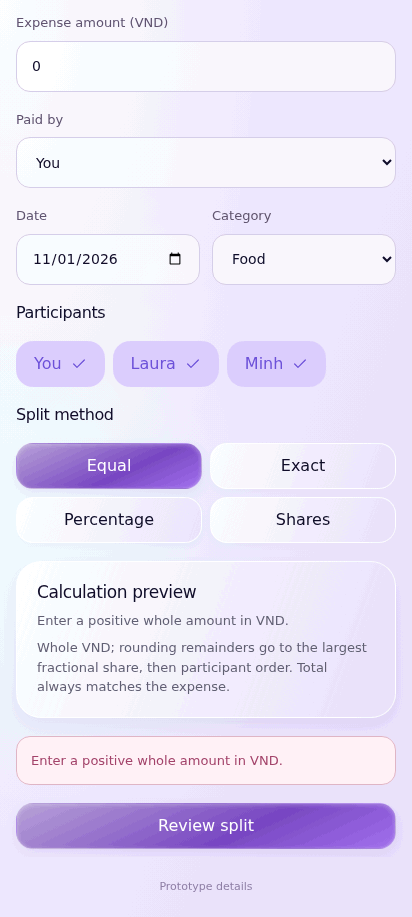 Expense amount (VND)
0
Paid by
You
Date
Category
11/01/2026
Food
Participants
You ✓
Laura ✓
Minh ✓
Split method
Equal
Exact
Percentage
Shares
Calculation preview
Enter a positive whole amount in VND.
Whole VND; rounding remainders go to the largest
fractional share, then participant order. Total
always matches the expense.
Enter a positive whole amount in VND.
Review split
Prototype details